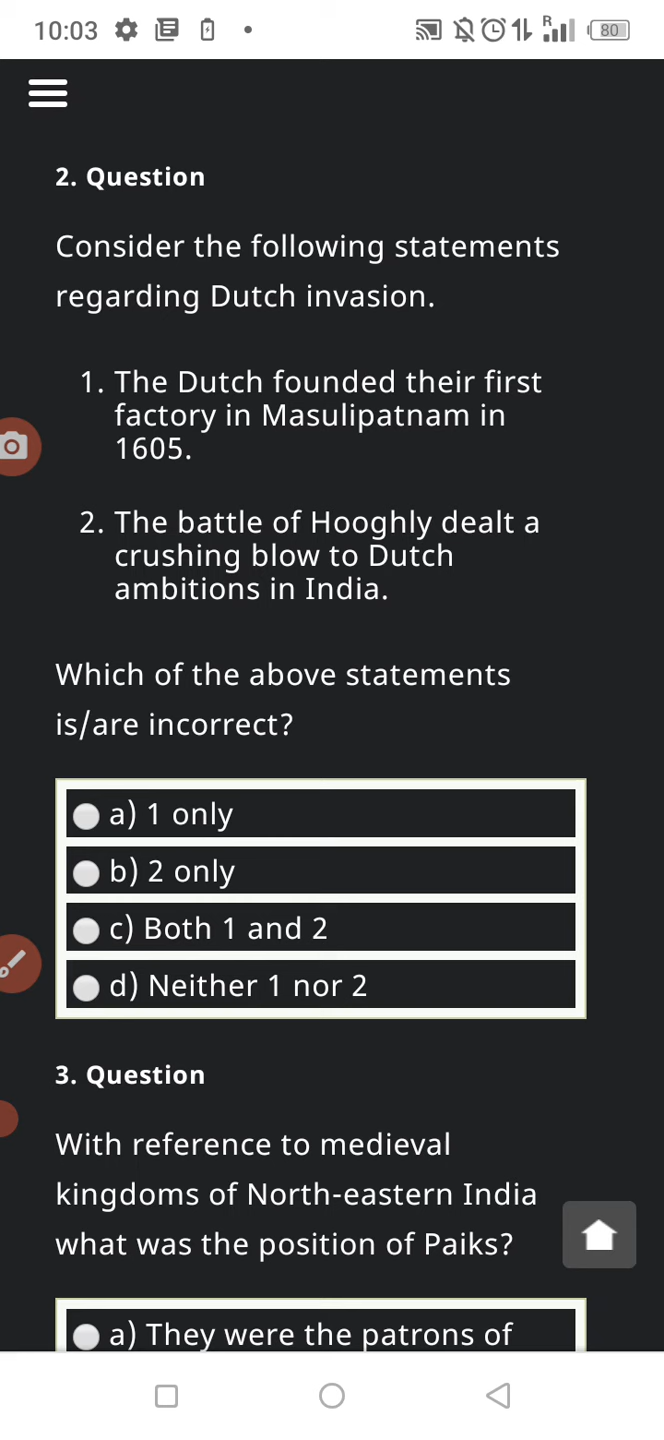 10:03
R
80
2. Question
Consider the following statements
regarding Dutch invasion.
1. The Dutch founded their first
factory in Masulipatnam in
1605.
2. The battle of Hooghly dealt a
crushing blow to Dutch
ambitions in India.
Which of the above statements
is/are incorrect?
a) 1 only
b) 2 only
c) Both 1 and 2
d) Neither 1 nor 2
3. Question
With reference to medieval
kingdoms of North-eastern India
what was the position of Paiks?
a) They were the patrons of